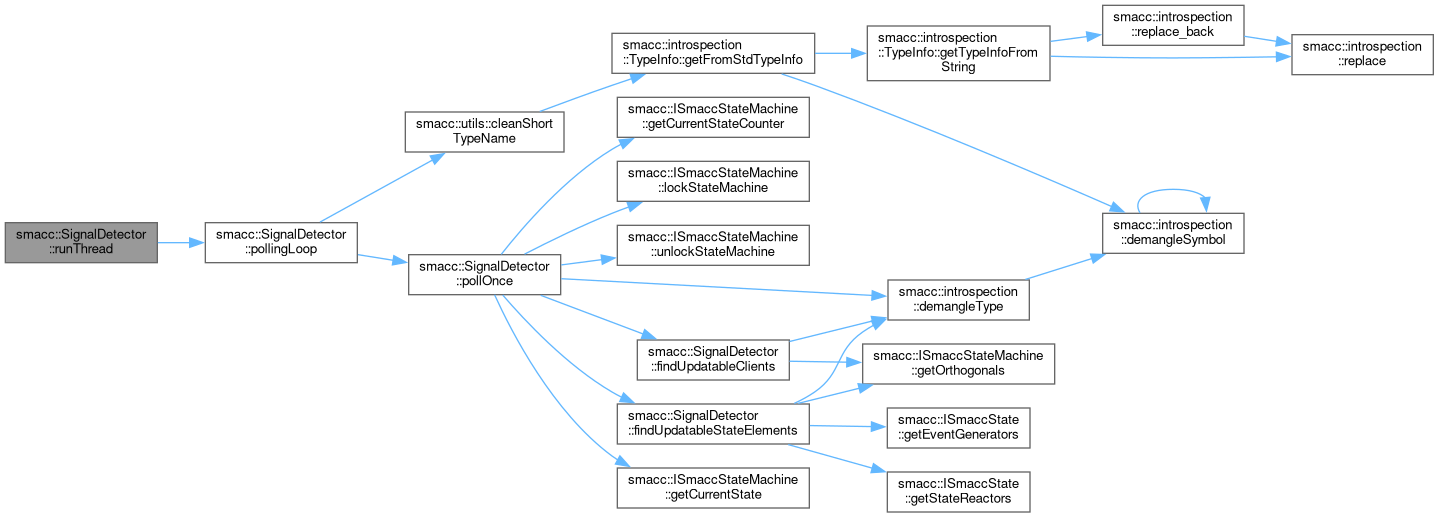 smacc::SignalDetector
::runThread
smacc::SignalDetector
::pollingLoop
smacc::utils::cleanShort
TypeName
smacc::SignalDetector
::pollOnce
smacc::introspection
::TypeInfo::getFromStdTypeInfo
smacc::ISmaccStateMachine
::getCurrentStateCounter
smacc::ISmaccStateMachine
::lockStateMachine
smacc::ISmaccStateMachine
::unlockStateMachine
smacc::SignalDetector
::findUpdatableClients
smacc::SignalDetector
::findUpdatableStateElements
smacc::ISmaccStateMachine
::getCurrentState
smacc::introspection
::TypeInfo::getTypeInfoFrom
String
smacc::introspection
::demangleType
smacc::ISmaccStateMachine
::getOrthogonals
smacc::ISmaccState
::getEventGenerators
smacc::ISmaccState
::getStateReactors
smacc::introspection
::replace_back
smacc::introspection
::demangleSymbol
smacc::introspection
::replace